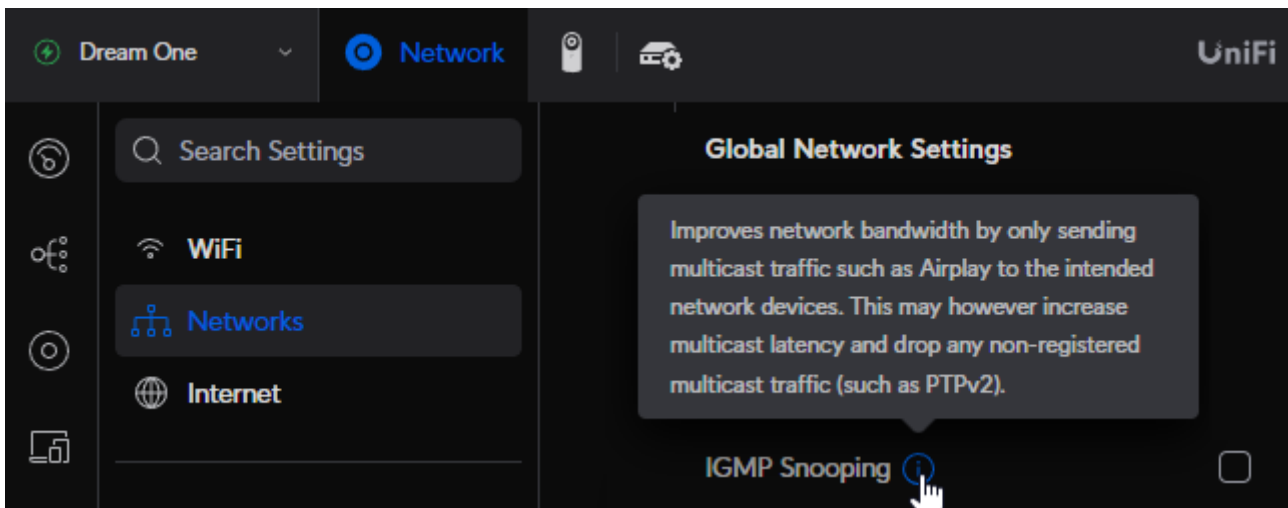 Dream One
Network
UniFi
Search Settings
WiFi
Networks
Internet
Global Network Settings
Improves network bandwidth by only sending
multicast traffic such as Airplay to the intended
network devices. This may however increase
multicast latency and drop any non-registered
multicast traffic (such as PTPv2).
IGMP Snooping